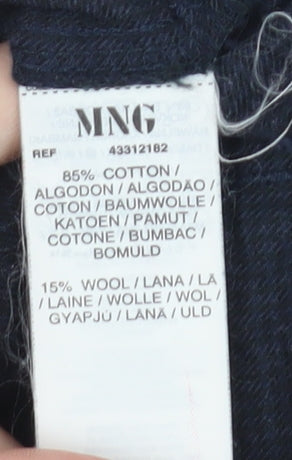 MNG
REF 43312182
85% COTTON /
ALGODON / ALGODÃO /
COTON / BAUMWOLLE /
KATOEN / PAMUT /
COTONE / BUMBAC /
BOMULD
15% WOOL / LANA / LÃ
/ LAINE / WOLLE / WOL /
GYAPJÚ / LÂNĂ / ULD